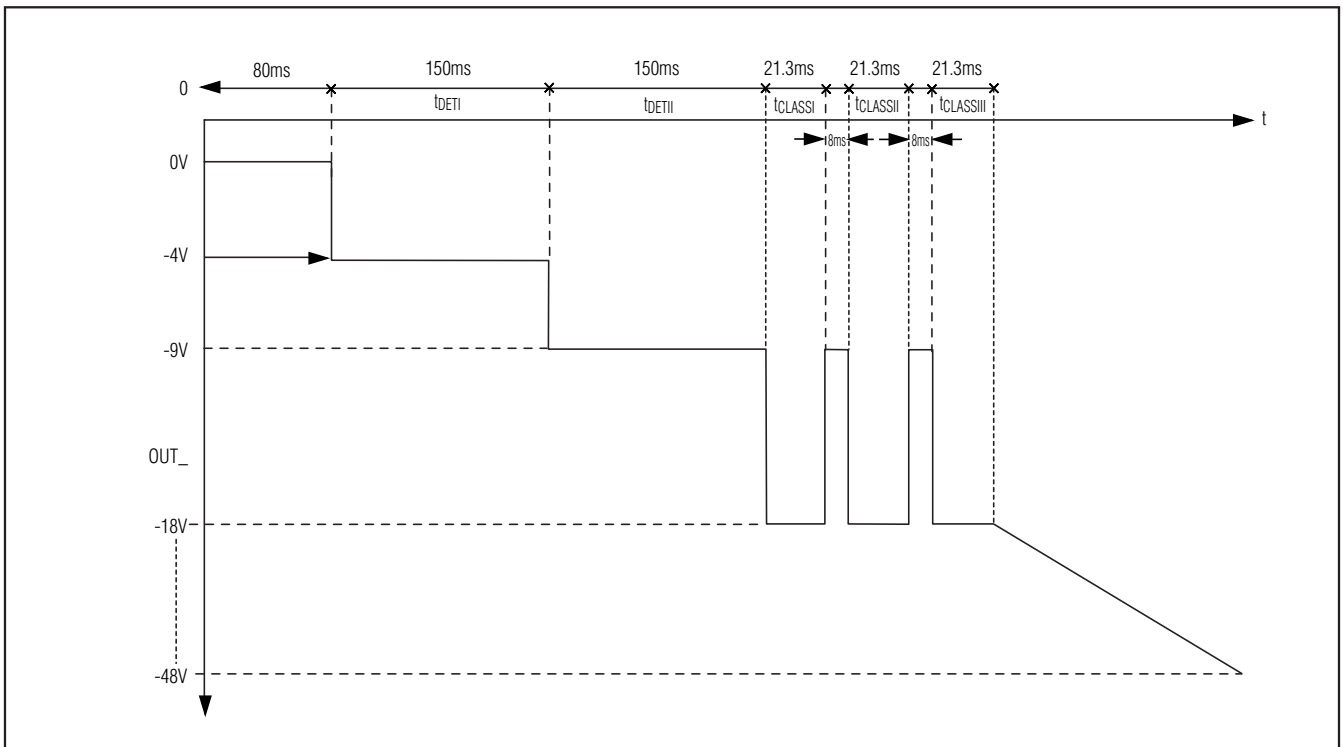 80ms 150ms 150ms 21.3ms 21.3ms 21.3ms
0
tDETI tDETII tCLASSI tCLASSII tCLASSIII
t
8ms 8ms
0V
-4V
-9V
OUT_
-18V
-48V